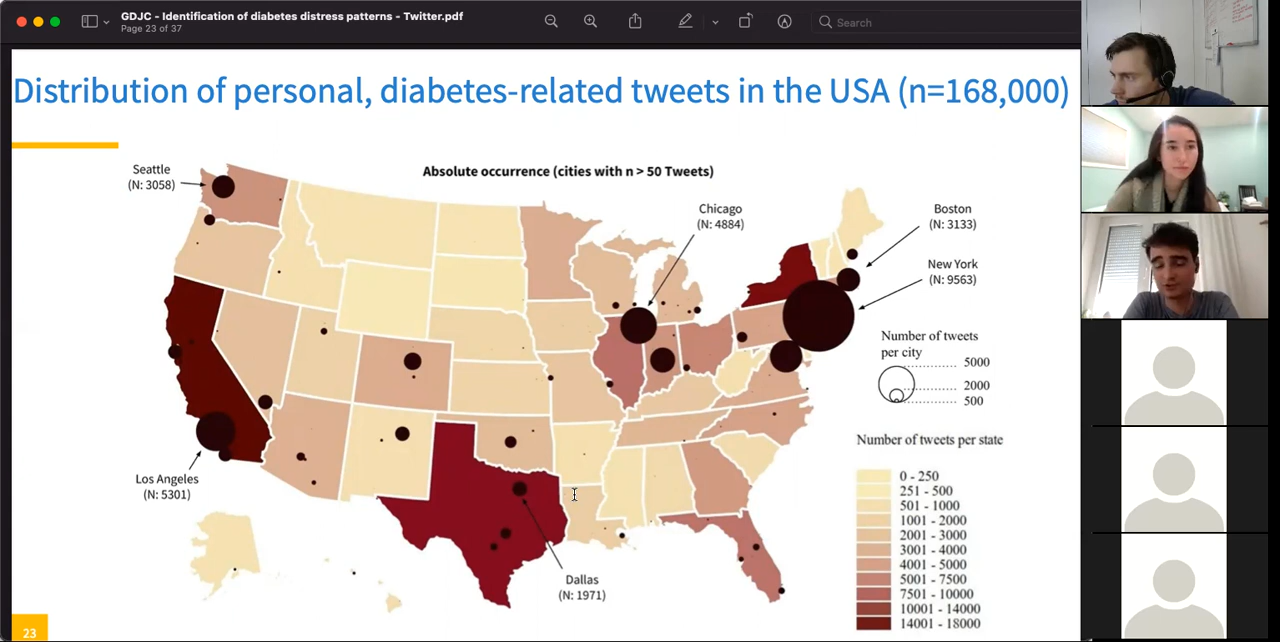 GDJC - Identification of diabetes distress patterns - Twitter.pdf
Page 23 of 37
Search
Distribution of personal, diabetes-related tweets in the USA (n=168,000)
Absolute occurrence (cities with n > 50 Tweets)
Seattle
(N: 3058)
Chicago
(N: 4884)
Boston
(N: 3133)
New York
(N: 9563)
Number of tweets
per city
5000
2000
500
Los Angeles
(N: 5301)
Dallas
(N: 1971)
Number of tweets per state
0 - 250
251 - 500
501 - 1000
1001 - 2000
2001 - 3000
3001 - 4000
4001 - 5000
5001 - 7500
7501 - 10000
10001 - 14000
14001 - 18000
23